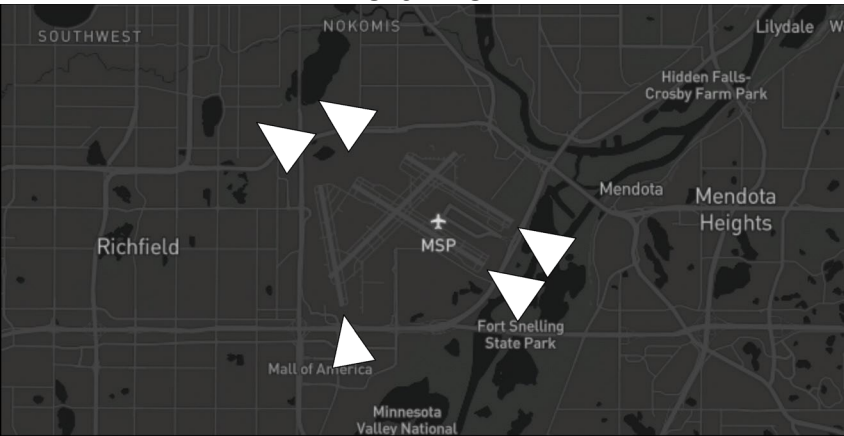 NOKOMIS
Lilydale
W
SOUTHWEST
Hidden Falls-
Crosby Farm Park
Mendota
Mendota
Heights
Richfield
MSP
Fort Snelling
State Park
Mall of America
Minnesota
Valley National